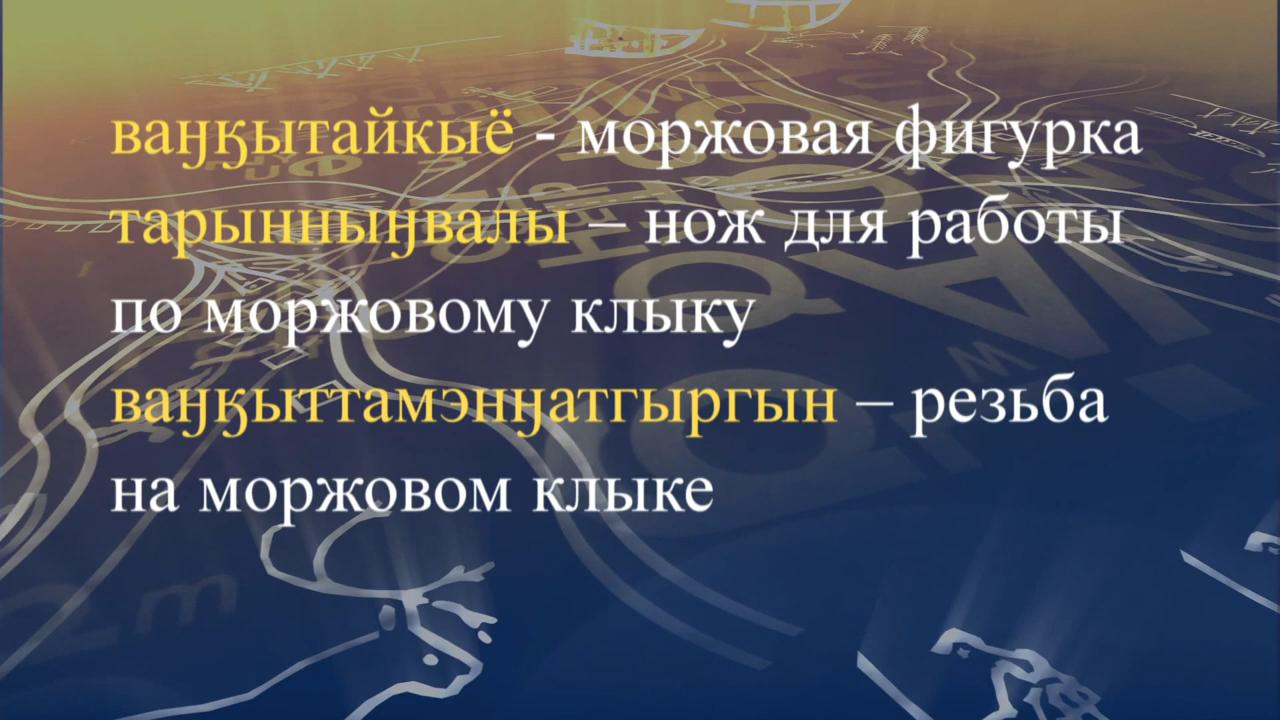 ваӈӄытайкыё - моржовая фигурка
тарынныӈвалы – нож для работы
по моржовому клыку
ваӈӄыттамэнӈатгыргын – резьба
на моржовом клыке